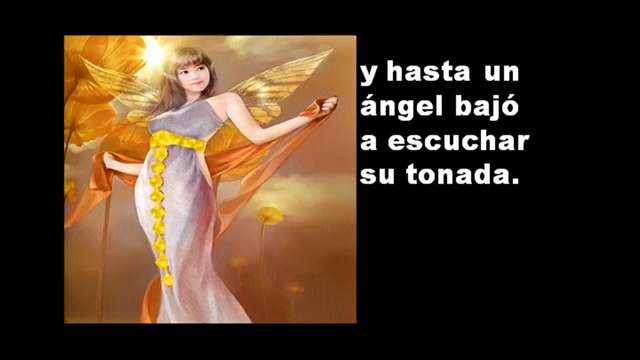 y hasta un
ángel bajó
a escuchar
su tonada.